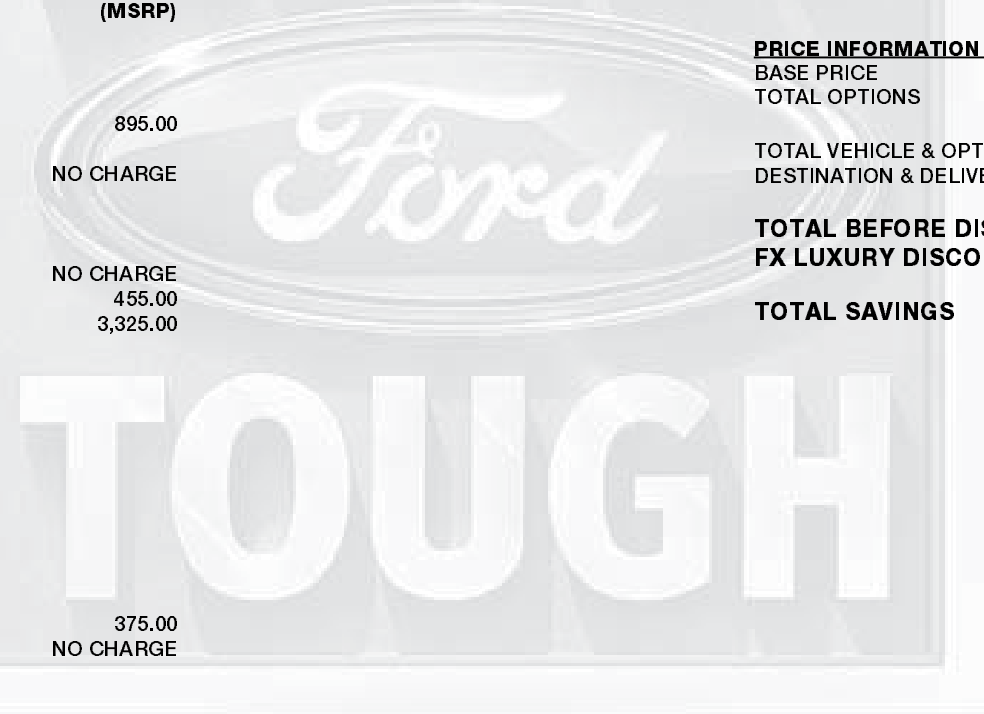 (MSRP)
895.00
NO CHARGE
NO CHARGE
455.00
3,325.00
375.00
NO CHARGE
PRICE INFORMATION
BASE PRICE
TOTAL OPTIONS
TOTAL VEHICLE & OPT
DESTINATION & DELIVE
TOTAL BEFORE DIS
FX LUXURY DISCO
TOTAL SAVINGS
Ford
TOUGH